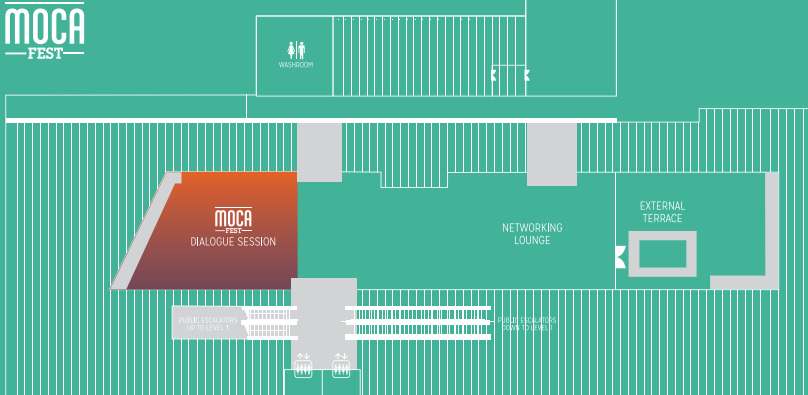 MOCA
FEST
WASHROOM
MOCA
FEST
DIALOGUE SESSION
NETWORKING
LOUNGE
EXTERNAL
TERRACE
PUBLIC ESCALATORS
UP TO LEVEL 3
PUBLIC ESCALATORS
DOWN TO LEVEL 1